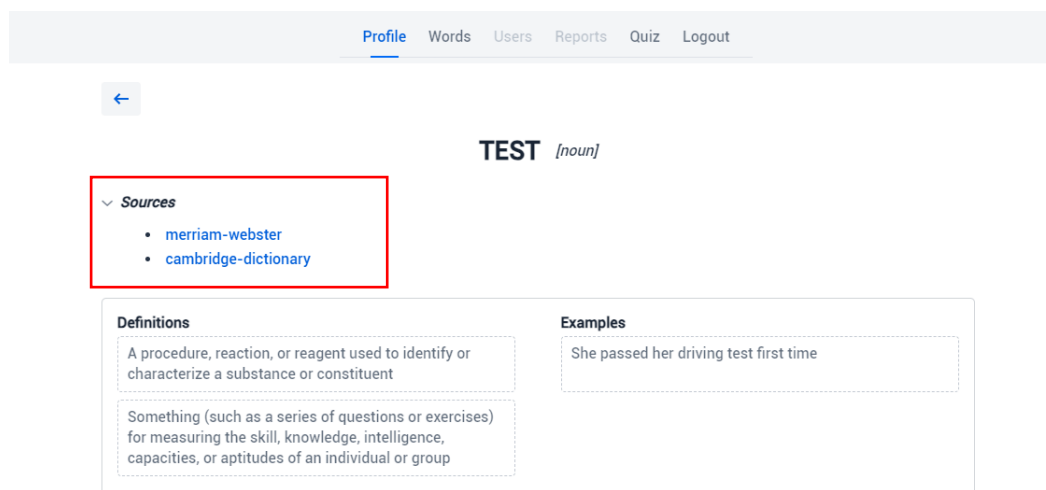 Profile Words Users Reports Quiz Logout
TEST [noun]
Sources
merriam-webster
cambridge-dictionary
Definitions
A procedure, reaction, or reagent used to identify or
characterize a substance or constituent
Something (such as a series of questions or exercises)
for measuring the skill, knowledge, intelligence,
capacities, or aptitudes of an individual or group
Examples
She passed her driving test first time